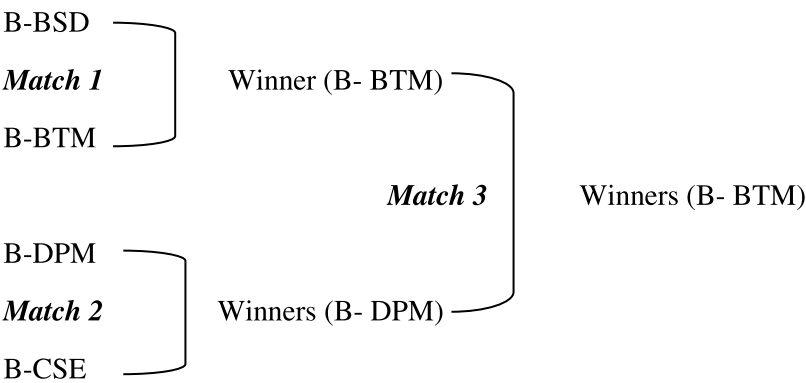 B-BSD
Match 1
Winner (B- BTM)
B-BTM
Match 3
Winners (B- BTM)
B-DPM
Match 2
Winners (B- DPM)
B-CSE